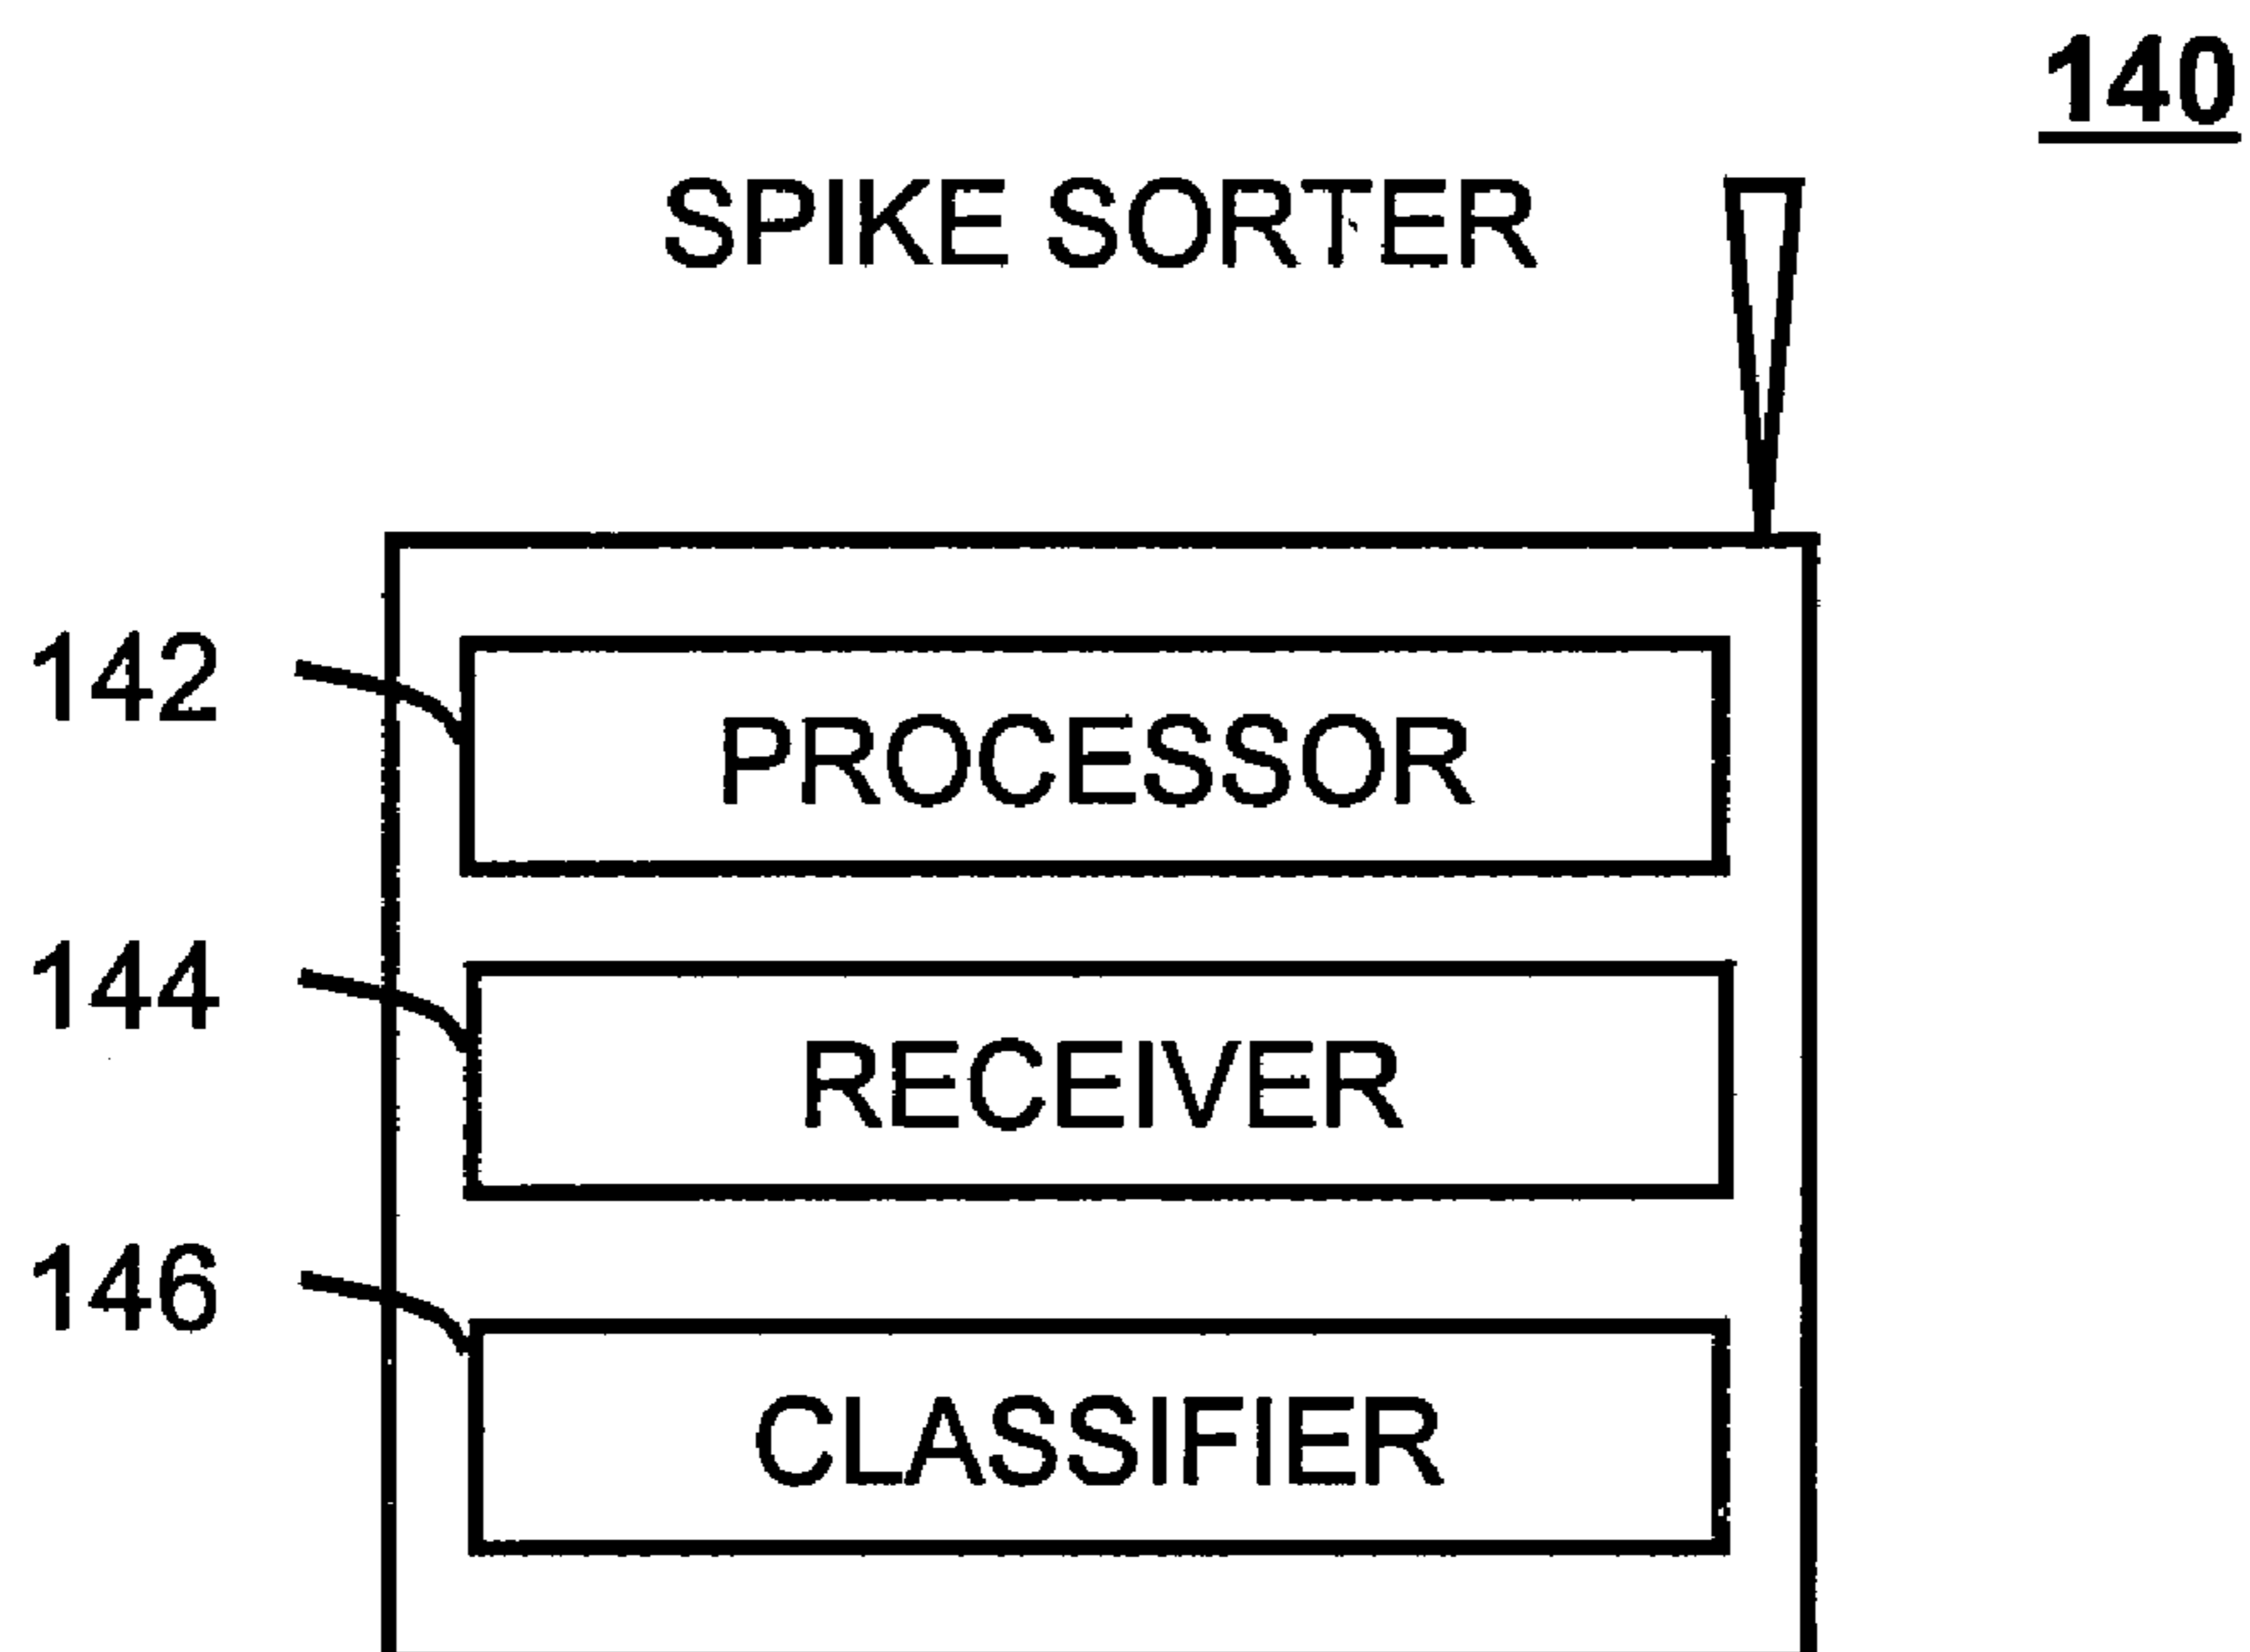 140
SPIKE SORTER
142
PROCESSOR
144
RECEIVER
146
CLASSIFIER